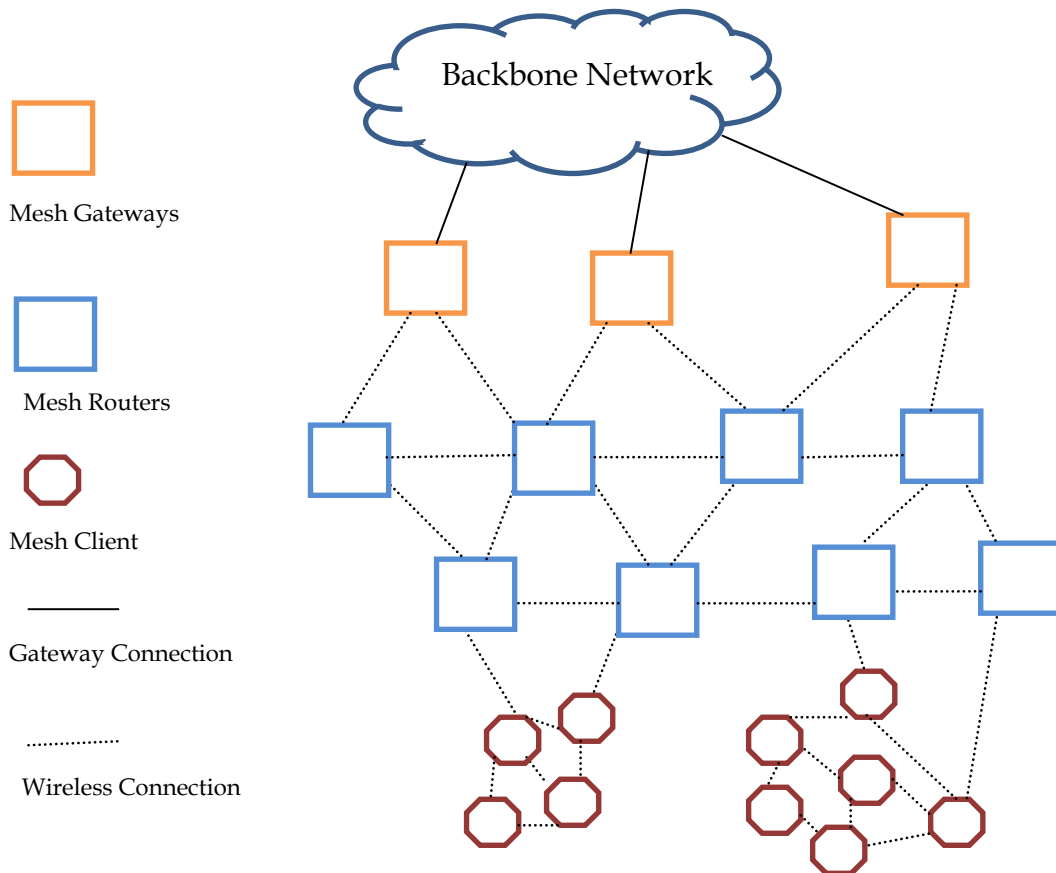 Backbone Network
Mesh Gateways
Mesh Routers
Mesh Client
Gateway Connection
Wireless Connection